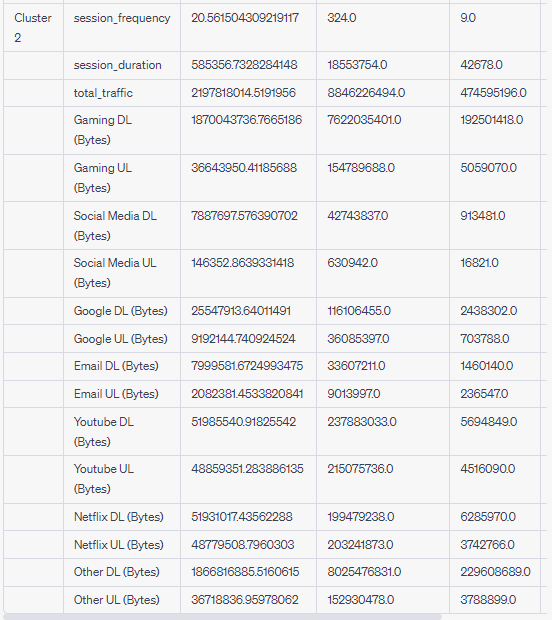 Cluster 2 session_frequency 20.561504309219117 324.0 9.0
session_duration 585356.7328284148 18553754.0 42678.0
total_traffic 2197818014.5191956 8846226494.0 474595196.0
Gaming DL (Bytes) 1870043736.7665186 7622035401.0 192501418.0
Gaming UL (Bytes) 36643950.41185688 154789688.0 5059070.0
Social Media DL (Bytes) 7887697.576390702 42743837.0 913481.0
Social Media UL (Bytes) 146352.8639331418 630942.0 16821.0
Google DL (Bytes) 25547913.64011491 116106455.0 2438302.0
Google UL (Bytes) 9192144.740924524 36085397.0 703788.0
Email DL (Bytes) 7999581.6724993475 33607211.0 1460140.0
Email UL (Bytes) 2082381.4533820841 9013997.0 236547.0
Youtube DL (Bytes) 51985540.91825542 237883033.0 5694849.0
Youtube UL (Bytes) 48859351.283886135 215075736.0 4516090.0
Netflix DL (Bytes) 51931017.43562288 199479238.0 6285970.0
Netflix UL (Bytes) 48779508.7960303 203241873.0 3742766.0
Other DL (Bytes) 1866816885.5160615 8025476831.0 229608689.0
Other UL (Bytes) 36718836.95978062 152930478.0 3788899.0